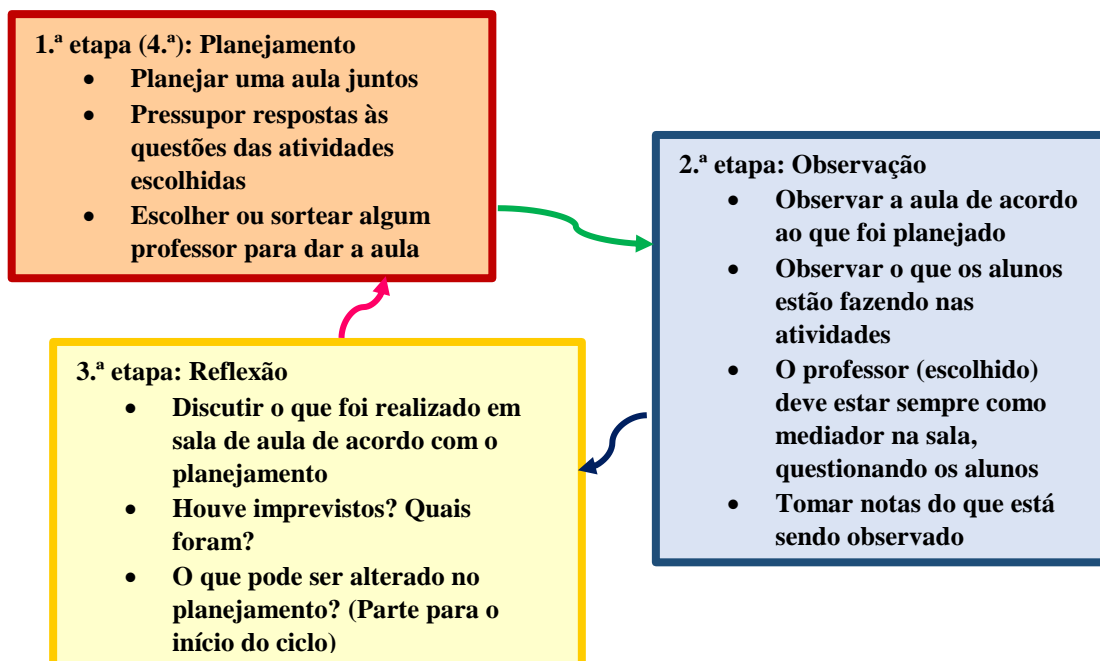 1.ª etapa (4.ª): Planejamento
• Planejar uma aula juntos
• Pressupor respostas às
questões das atividades
escolhidas
• Escolher ou sortear algum
professor para dar a aula
2.ª etapa: Observação
• Observar a aula de acordo
ao que foi planejado
• Observar o que os alunos
estão fazendo nas
atividades
• O professor (escolhido)
deve estar sempre como
mediador na sala,
questionando os alunos
• Tomar notas do que está
sendo observado
3.ª etapa: Reflexão
• Discutir o que foi realizado em
sala de aula de acordo com o
planejamento
• Houve imprevistos? Quais
foram?
• O que pode ser alterado no
planejamento? (Parte para o
início do ciclo)